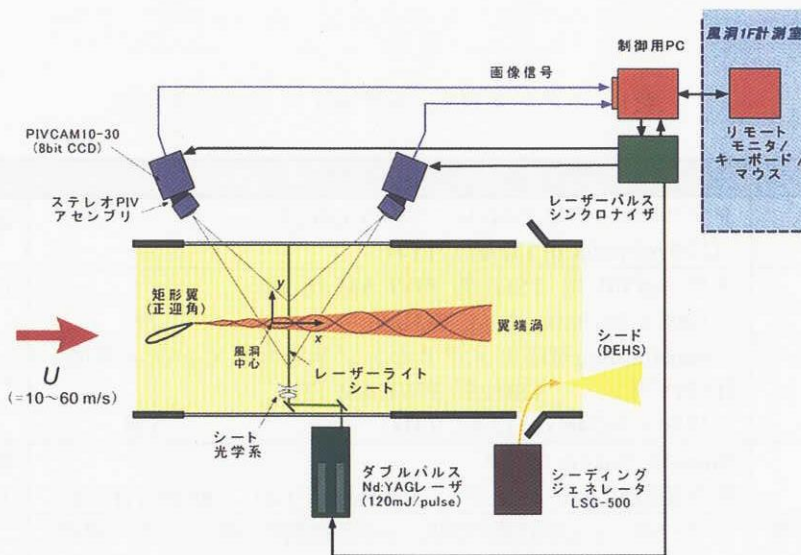 風洞1F計測室
制御用PC
画像信号
PIVCAM10-30
(8bit CCD)
リモート
モニタ/
キーボード/
マウス
ステレオPIV
アセンブリ
レーザーパルス
シンクロナイザ
矩形翼
(正迎角)
y
x
翼端渦
風洞
中心
シード
(DEHS)
レーザーライト
シート
U
(=10~60 m/s)
シート
光学系
ダブルパルス
Nd:YAGレーザ
(120mJ/pulse)
シーディング
ジェネレータ
LSG-500